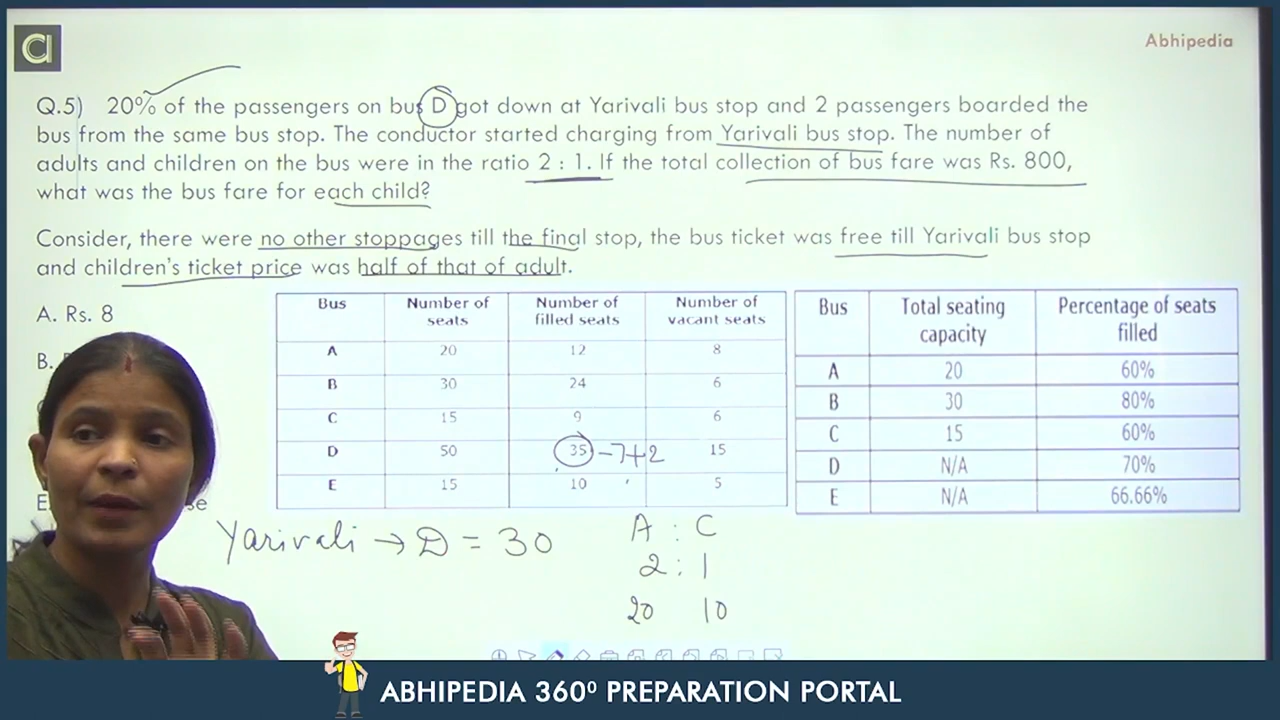 Abhipedia
Q.5) 20% of the passengers on bus D got down at Yarivali bus stop and 2 passengers boarded the
bus from the same bus stop. The conductor started charging from Yarivali bus stop. The number of
adults and children on the bus were in the ratio 2 : 1. If the total collection of bus fare was Rs. 800,
what was the bus fare for each child?
Consider, there were no other stoppages till the final stop, the bus ticket was free till Yarivali bus stop
and children's ticket price was half of that of adult.
A. Rs. 8
B.
E.
Bus Number of seats Number of filled seats Number of vacant seats
A 20 12 8
B 30 24 6
C 15 9 6
D 50 35 -7+2 15
E 15 10 5
Bus Total seating capacity Percentage of seats filled
A 20 60%
B 30 80%
C 15 60%
D N/A 70%
E N/A 66.66%
Yarivali → D = 30
A : C
2 : 1
20 10
ABHIPEDIA 360⁰ PREPARATION PORTAL